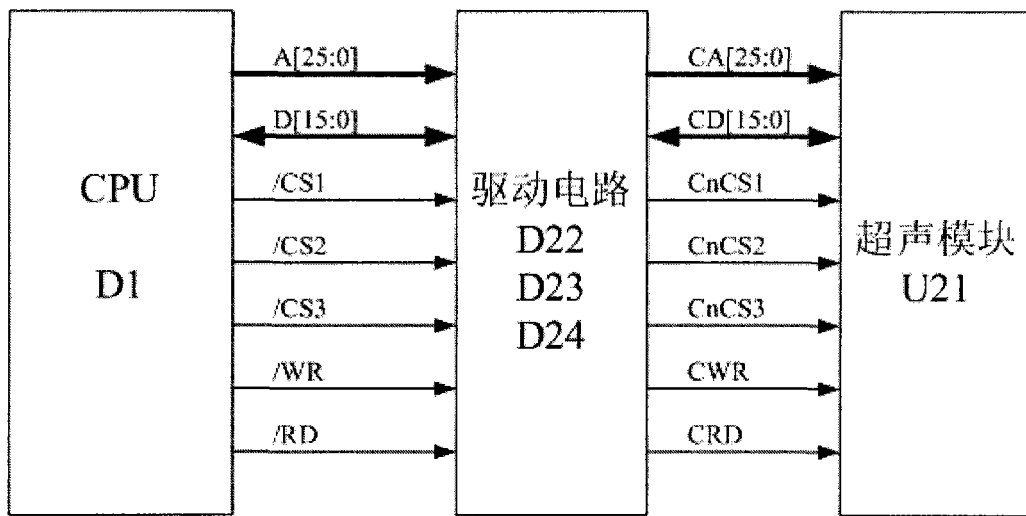 CPU
D1
A[25:0]
D[15:0]
/CS1
/CS2
/CS3
/WR
/RD
驱动电路
D22
D23
D24
CA[25:0]
CD[15:0]
CnCS1
CnCS2
CnCS3
CWR
CRD
超声模块
U21